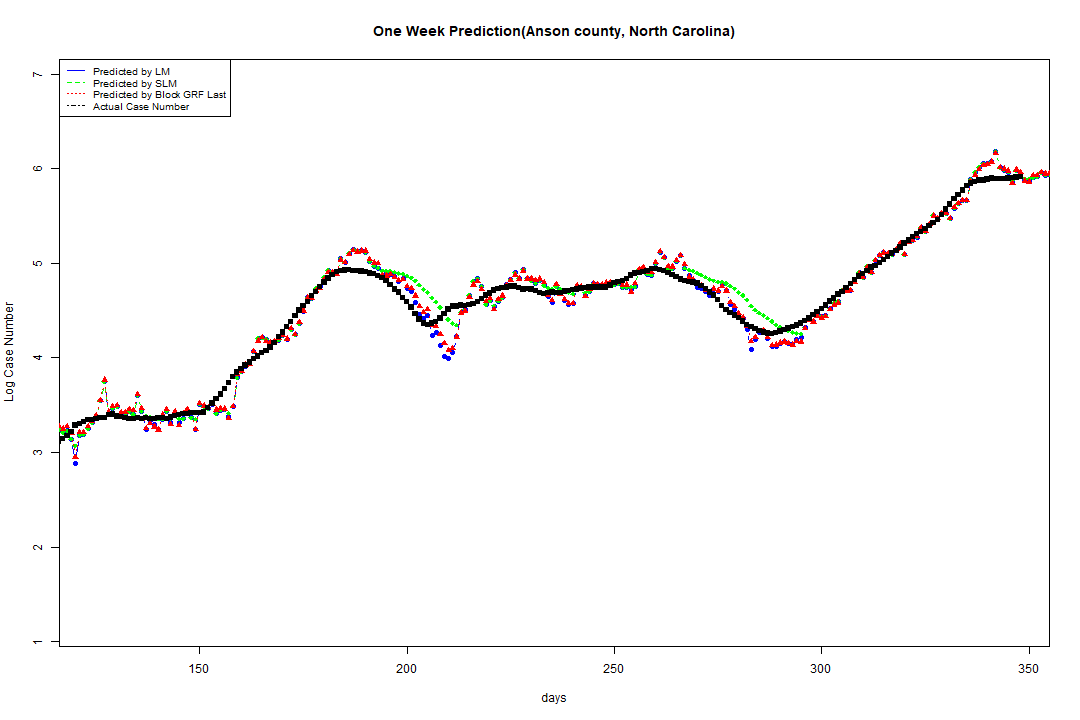 One Week Prediction(Anson county, North Carolina)
Predicted by LM
Predicted by SLM
Predicted by Block GRF Last
Actual Case Number
7
6
5
4
3
2
1
Log Case Number
150 200 250 300 350
days